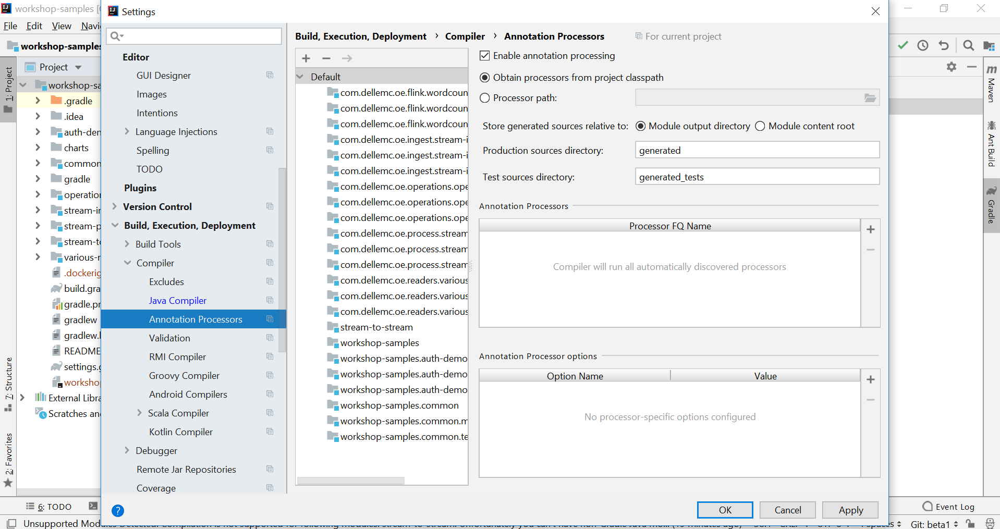 workshop-samples [
Settings
File Edit View Navi
workshop-samples
Build, Execution, Deployment › Compiler › Annotation Processors
For current project
Project
1: Project
7: Structure
2: Favorites
workshop-sa
.gradle
.idea
auth-den
charts
common
gradle
operation
stream-in
stream-p
stream-to
various-r
.dockerig
build.gra
gradle.pr
gradlew
gradlew.l
README
settings.g
workshop
External Libra
Scratches and
Editor
GUI Designer
Images
Intentions
Language Injections
Spelling
TODO
Plugins
Version Control
Build, Execution, Deployment
Build Tools
Compiler
Excludes
Java Compiler
Annotation Processors
Validation
RMI Compiler
Groovy Compiler
Android Compilers
Scala Compiler
Kotlin Compiler
Debugger
Remote Jar Repositories
Coverage
Default
com.dellemc.oe.flink.wordcoun
com.dellemc.oe.flink.wordcoun
com.dellemc.oe.flink.wordcoun
com.dellemc.oe.ingest.stream-i
com.dellemc.oe.ingest.stream-i
com.dellemc.oe.ingest.stream-i
com.dellemc.oe.operations.ope
com.dellemc.oe.operations.ope
com.dellemc.oe.operations.ope
com.dellemc.oe.process.stream
com.dellemc.oe.process.stream
com.dellemc.oe.process.stream
com.dellemc.oe.readers.various
com.dellemc.oe.readers.various
com.dellemc.oe.readers.various
stream-to-stream
workshop-samples
workshop-samples.auth-demo
workshop-samples.auth-demo
workshop-samples.auth-demo
workshop-samples.common
workshop-samples.common.m
workshop-samples.common.te
Enable annotation processing
Obtain processors from project classpath
Processor path:
Store generated sources relative to: Module output directory Module content root
Production sources directory: generated
Test sources directory: generated_tests
Annotation Processors
Processor FQ Name
Compiler will run all automatically discovered processors
Annotation Processor options
Option Name Value
No processor-specific options configured
OK Cancel Apply
m
Maven
Ant Build
Gradle
6: TODO
Event Log
Unsupported Mod
Git: beta1